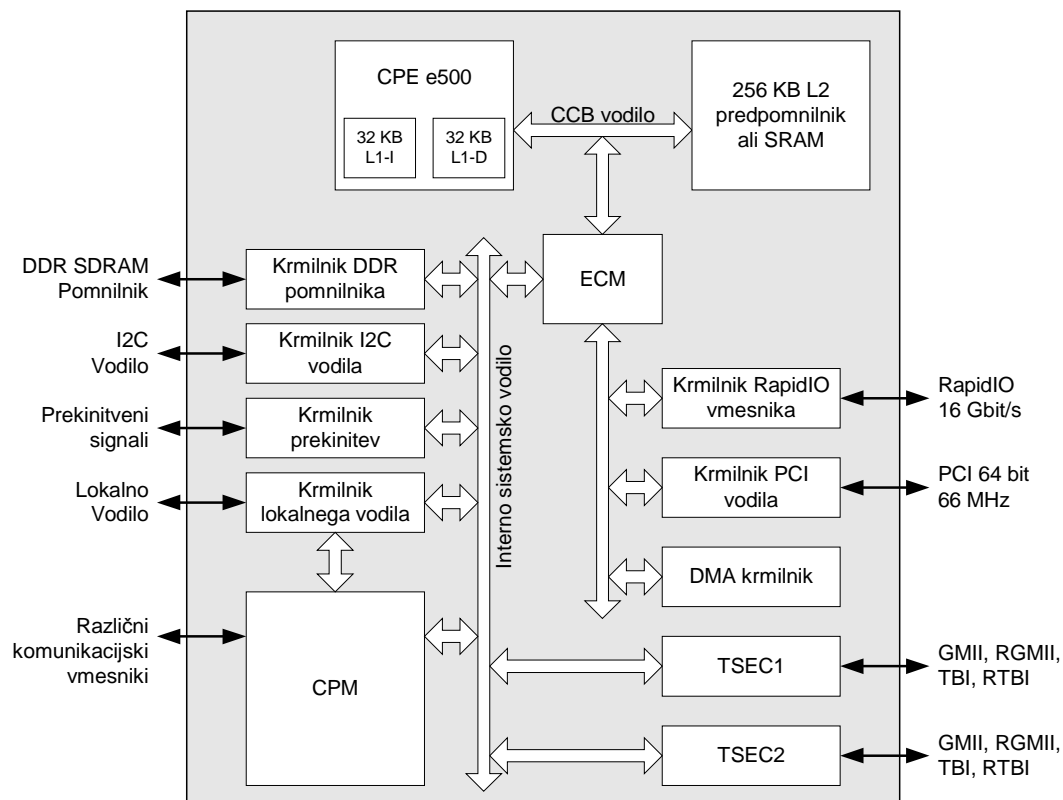 CPE e500
32 KB
L1-I
32 KB
L1-D
CCB vodilo
256 KB L2
predpomnilnik
ali SRAM
ECM
DDR SDRAM
Pomnilnik
Krmilnik DDR
pomnilnika
I2C
Vodilo
Krmilnik I2C
vodila
Prekinitveni
signali
Krmilnik
prekinitev
Lokalno
Vodilo
Krmilnik
lokalnega vodila
Različni
komunikacijski
vmesniki
CPM
Interno sistemsko vodilo
Krmilnik RapidIO
vmesnika
RapidIO
16 Gbit/s
Krmilnik PCI
vodila
PCI 64 bit
66 MHz
DMA krmilnik
TSEC1
GMII, RGMII,
TBI, RTBI
TSEC2
GMII, RGMII,
TBI, RTBI